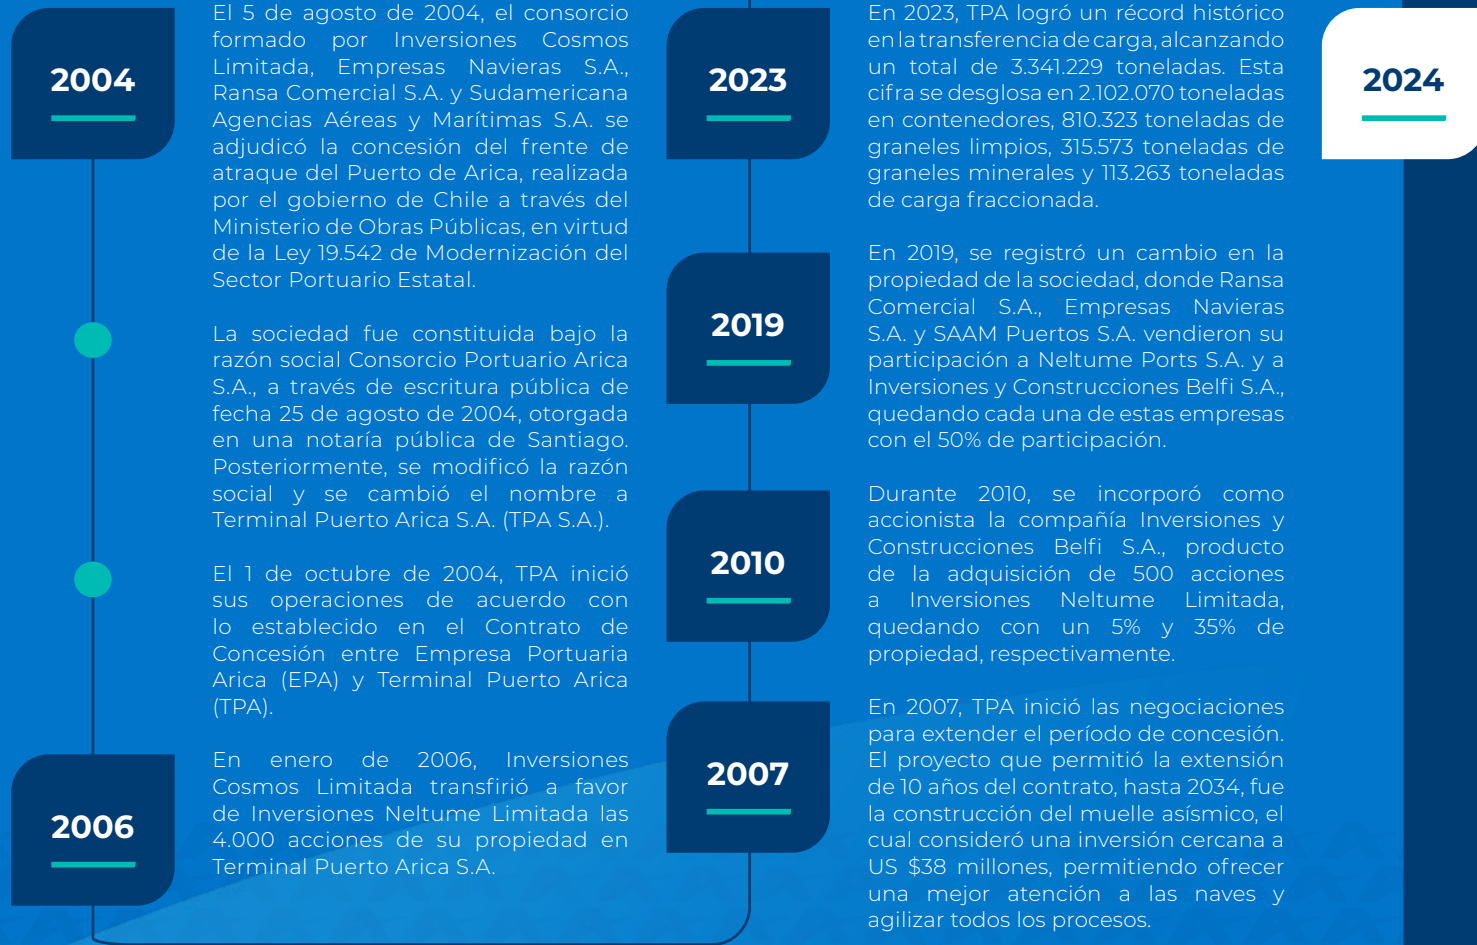 2004
El 5 de agosto de 2004, el consorcio
formado por Inversiones Cosmos
Limitada, Empresas Navieras S.A.,
Ransa Comercial S.A. y Sudamericana
Agencias Aéreas y Marítimas S.A. se
adjudicó la concesión del frente de
atraque del Puerto de Arica, realizada
por el gobierno de Chile a través del
Ministerio de Obras Públicas, en virtud
de la Ley 19.542 de Modernización del
Sector Portuario Estatal.
La sociedad fue constituida bajo la
razón social Consorcio Portuario Arica
S.A., a través de escritura pública de
fecha 25 de agosto de 2004, otorgada
en una notaría pública de Santiago.
Posteriormente, se modificó la razón
social y se cambió el nombre a
Terminal Puerto Arica S.A. (TPA S.A.).
El 1 de octubre de 2004, TPA inició
sus operaciones de acuerdo con
lo establecido en el Contrato de
Concesión entre Empresa Portuaria
Arica (EPA) y Terminal Puerto Arica
(TPA).
2006
En enero de 2006, Inversiones
Cosmos Limitada transfirió a favor
de Inversiones Neltume Limitada las
4.000 acciones de su propiedad en
Terminal Puerto Arica S.A.
2023
En 2023, TPA logró un récord histórico
en la transferencia de carga, alcanzando
un total de 3.341.229 toneladas. Esta
cifra se desglosa en 2.102.070 toneladas
en contenedores, 810.323 toneladas de
graneles limpios, 315.573 toneladas de
graneles minerales y 113.263 toneladas
de carga fraccionada.
2019
En 2019, se registró un cambio en la
propiedad de la sociedad, donde Ransa
Comercial S.A., Empresas Navieras
S.A. y SAAM Puertos S.A. vendieron su
participación a Neltume Ports S.A. y a
Inversiones y Construcciones Belfi S.A.,
quedando cada una de estas empresas
con el 50% de participación.
2010
Durante 2010, se incorporó como
accionista la compañía Inversiones y
Construcciones Belfi S.A., producto
de la adquisición de 500 acciones
a Inversiones Neltume Limitada,
quedando con un 5% y 35% de
propiedad, respectivamente.
2007
En 2007, TPA inició las negociaciones
para extender el período de concesión.
El proyecto que permitió la extensión
de 10 años del contrato, hasta 2034, fue
la construcción del muelle asísmico, el
cual consideró una inversión cercana a
US $38 millones, permitiendo ofrecer
una mejor atención a las naves y
agilizar todos los procesos.
2024